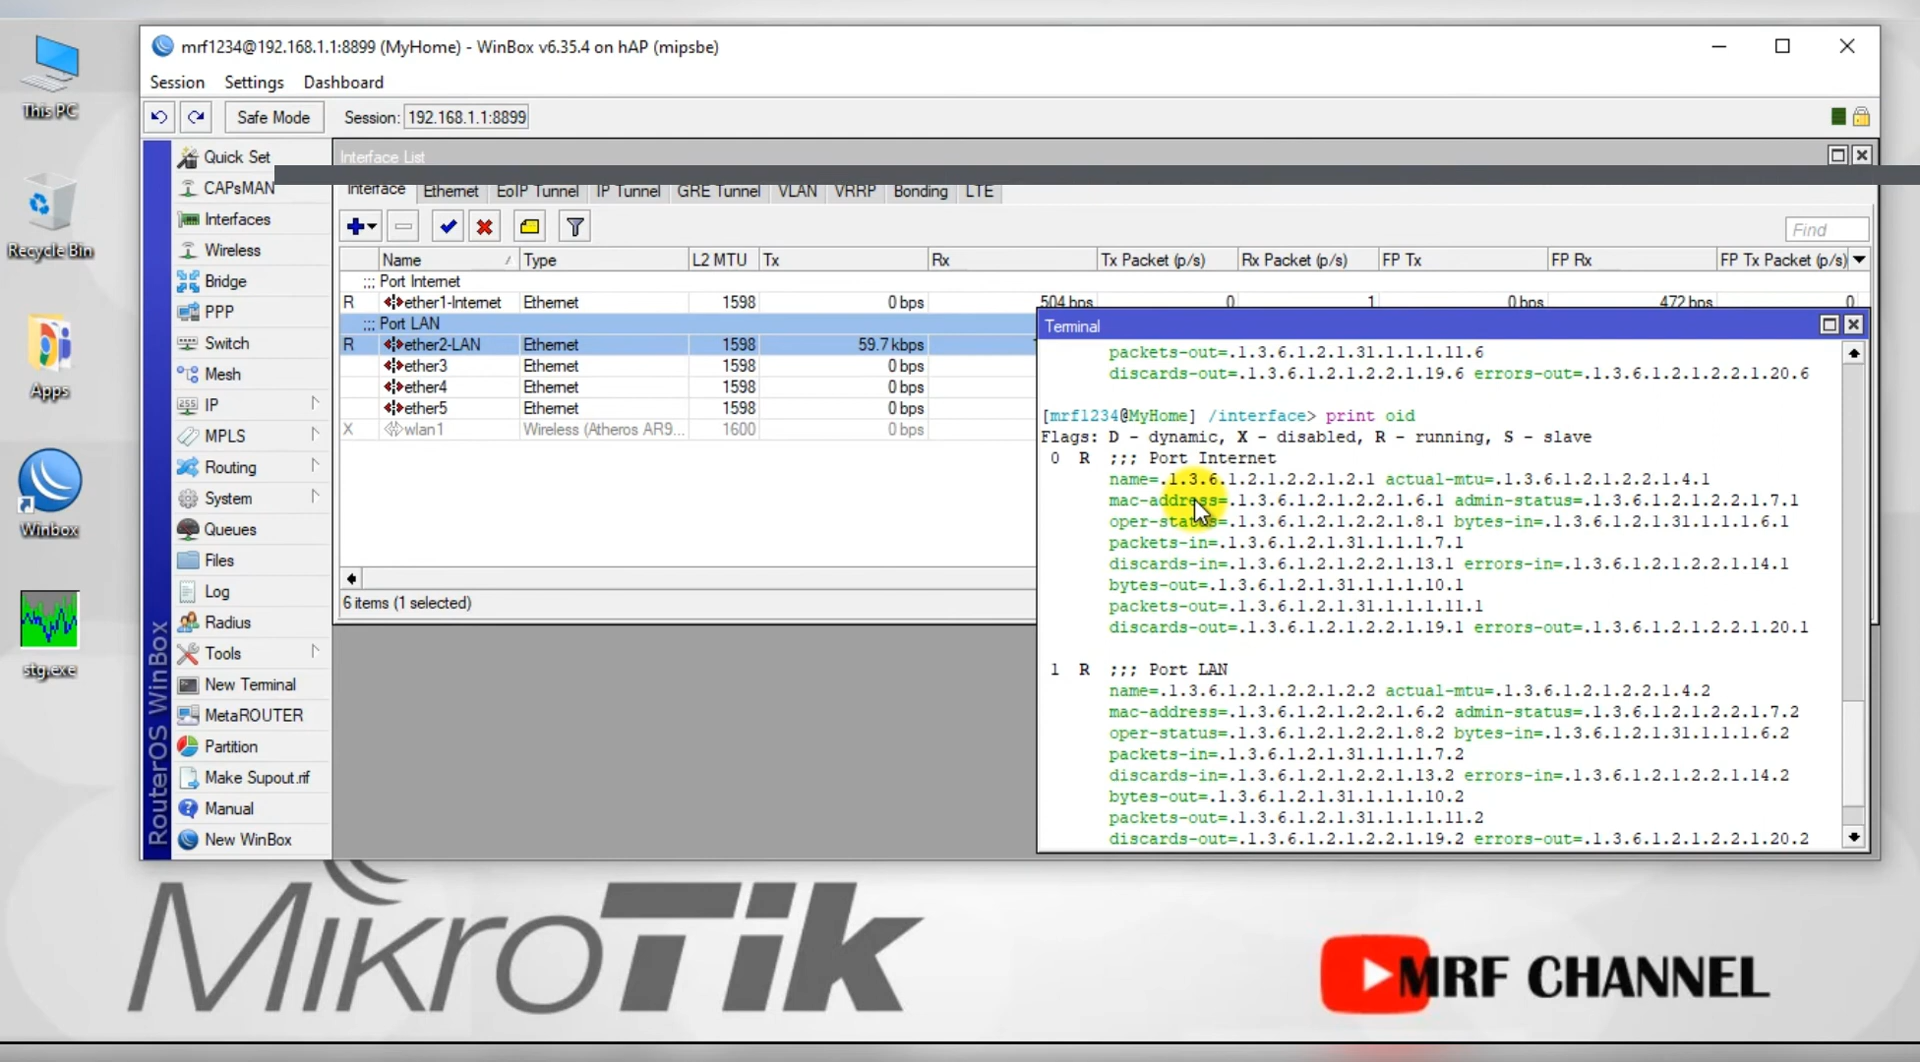 mrf1234@192.168.1.1:8899 (MyHome) - WinBox v6.35.4 on hAP (mipsbe)
Session Settings Dashboard
Safe Mode Session: 192.168.1.1:8899
This PC
Recycle Bin
Apps
Winbox
stg.exe
RouterOS WinBox
Quick Set
CAPsMAN
Interfaces
Wireless
Bridge
PPP
Switch
Mesh
255 IP
MPLS
Routing
System
Queues
Files
Log
Radius
Tools
New Terminal
MetaROUTER
Partition
Make Supout.rif
Manual
New WinBox
Interface List
Interface Ethernet EoIP Tunnel IP Tunnel GRE Tunnel VLAN VRRP Bonding LTE
Find
Name / Type L2 MTU Tx Rx Tx Packet (p/s) Rx Packet (p/s) FP Tx FP Rx FP Tx Packet (p/s)
;;; Port Internet
R ether1-Internet Ethernet 1598 0 bps 504 bps 0 1 0 bps 472 bps 0
;;; Port LAN
R ether2-LAN Ethernet 1598 59.7 kbps
ether3 Ethernet 1598 0 bps
ether4 Ethernet 1598 0 bps
ether5 Ethernet 1598 0 bps
X wlan1 Wireless (Atheros AR9... 1600 0 bps
6 items (1 selected)
Terminal
packets-out=.1.3.6.1.2.1.31.1.1.1.11.6
discards-out=.1.3.6.1.2.1.2.2.1.19.6 errors-out=.1.3.6.1.2.1.2.2.1.20.6
[mrf1234@MyHome] /interface> print oid
Flags: D - dynamic, X - disabled, R - running, S - slave
0 R ;;; Port Internet
name=.1.3.6.1.2.1.2.2.1.2.1 actual-mtu=.1.3.6.1.2.1.2.2.1.4.1
mac-address=.1.3.6.1.2.1.2.2.1.6.1 admin-status=.1.3.6.1.2.1.2.2.1.7.1
oper-status=.1.3.6.1.2.1.2.2.1.8.1 bytes-in=.1.3.6.1.2.1.31.1.1.1.6.1
packets-in=.1.3.6.1.2.1.31.1.1.1.7.1
discards-in=.1.3.6.1.2.1.2.2.1.13.1 errors-in=.1.3.6.1.2.1.2.2.1.14.1
bytes-out=.1.3.6.1.2.1.31.1.1.1.10.1
packets-out=.1.3.6.1.2.1.31.1.1.1.11.1
discards-out=.1.3.6.1.2.1.2.2.1.19.1 errors-out=.1.3.6.1.2.1.2.2.1.20.1
1 R ;;; Port LAN
name=.1.3.6.1.2.1.2.2.1.2.2 actual-mtu=.1.3.6.1.2.1.2.2.1.4.2
mac-address=.1.3.6.1.2.1.2.2.1.6.2 admin-status=.1.3.6.1.2.1.2.2.1.7.2
oper-status=.1.3.6.1.2.1.2.2.1.8.2 bytes-in=.1.3.6.1.2.1.31.1.1.1.6.2
packets-in=.1.3.6.1.2.1.31.1.1.1.7.2
discards-in=.1.3.6.1.2.1.2.2.1.13.2 errors-in=.1.3.6.1.2.1.2.2.1.14.2
bytes-out=.1.3.6.1.2.1.31.1.1.1.10.2
packets-out=.1.3.6.1.2.1.31.1.1.1.11.2
discards-out=.1.3.6.1.2.1.2.2.1.19.2 errors-out=.1.3.6.1.2.1.2.2.1.20.2
MikroTik
MRF CHANNEL